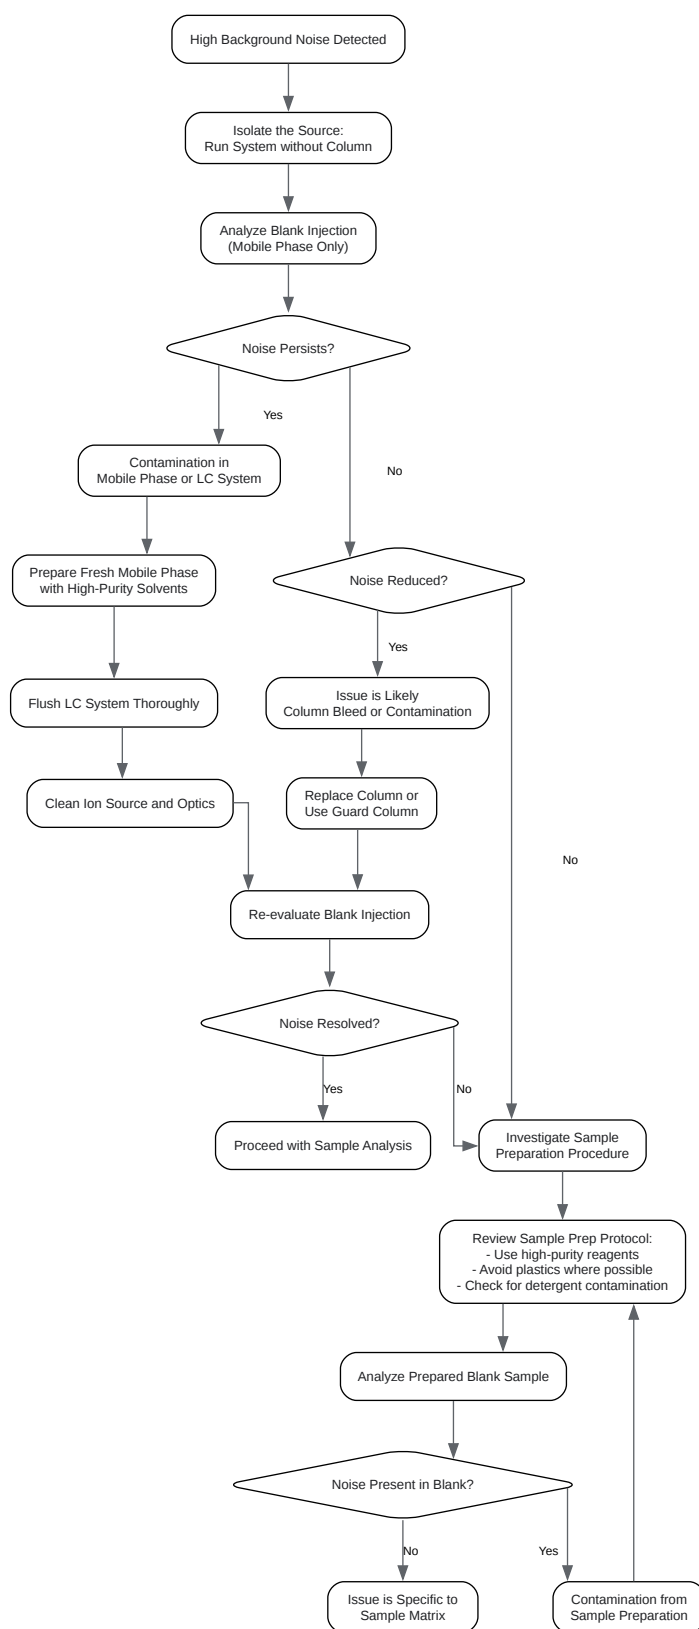 High Background Noise Detected
Isolate the Source:
Run System without Column
Analyze Blank Injection
(Mobile Phase Only)
Noise Persists?
Yes
Contamination in
Mobile Phase or LC System
No
Prepare Fresh Mobile Phase
with High-Purity Solvents
Noise Reduced?
Yes
Flush LC System Thoroughly
Issue is Likely
Column Bleed or Contamination
Clean Ion Source and Optics
Replace Column or
Use Guard Column
No
Re-evaluate Blank Injection
Noise Resolved?
Yes
No
Proceed with Sample Analysis
Investigate Sample
Preparation Procedure
Review Sample Prep Protocol:
- Use high-purity reagents
- Avoid plastics where possible
- Check for detergent contamination
Analyze Prepared Blank Sample
Noise Present in Blank?
No
Yes
Issue is Specific to
Sample Matrix
Contamination from
Sample Preparation